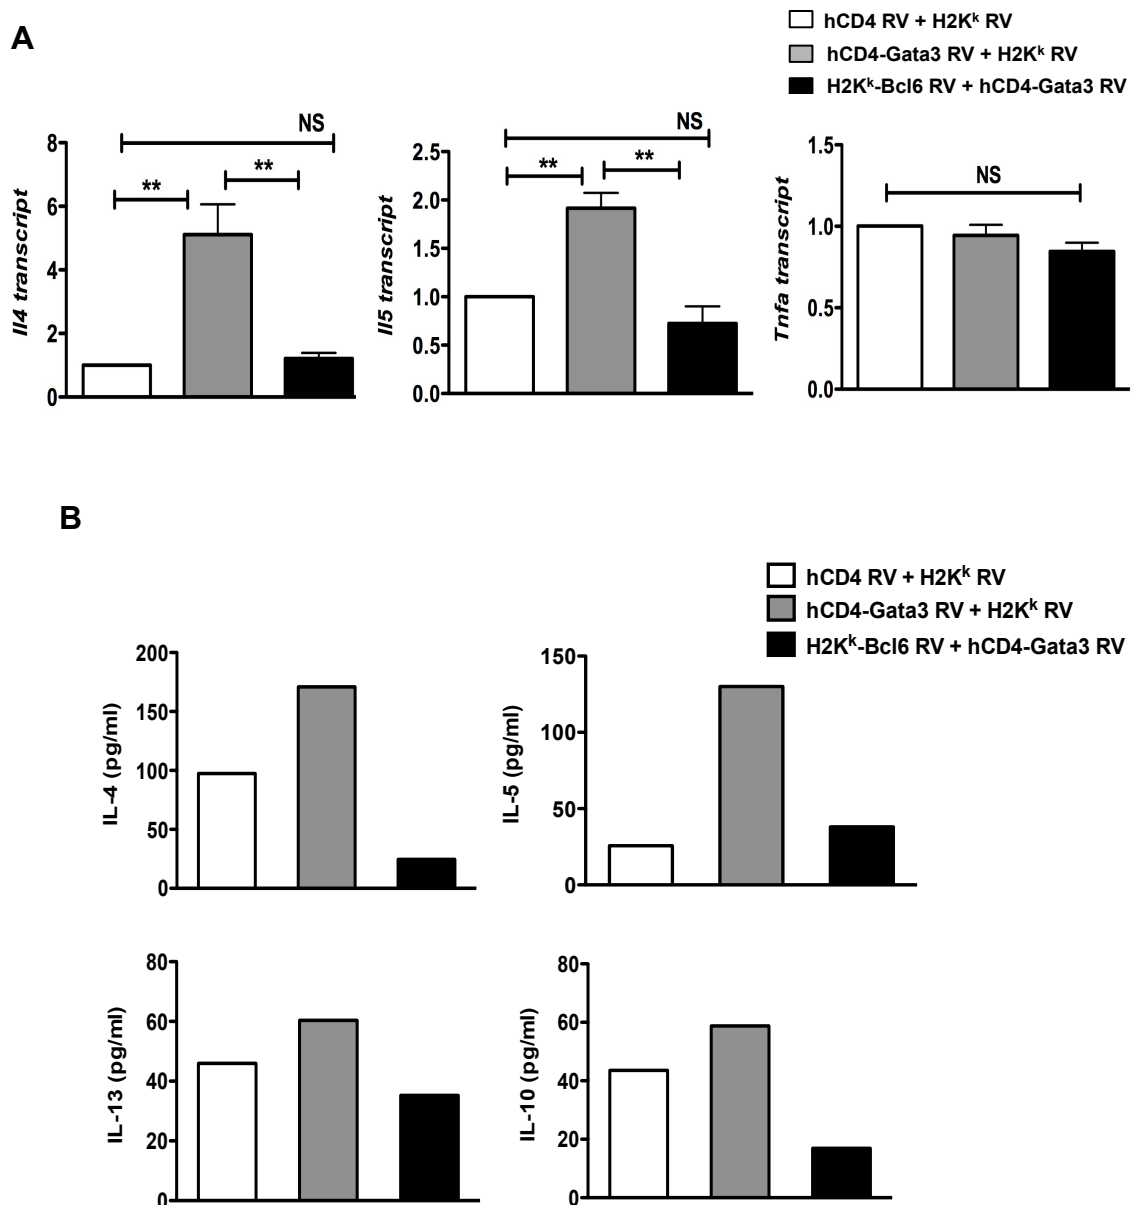 A
hCD4 RV + H2Kᵏ RV
hCD4-Gata3 RV + H2Kᵏ RV
H2Kᵏ-Bcl6 RV + hCD4-Gata3 RV
Il4 transcript
8
6
4
2
0
NS
**
**
Il5 transcript
2.5
2.0
1.5
1.0
0.5
0.0
NS
**
**
Tnfa transcript
1.5
1.0
0.5
0.0
NS
B
hCD4 RV + H2Kᵏ RV
hCD4-Gata3 RV + H2Kᵏ RV
H2Kᵏ-Bcl6 RV + hCD4-Gata3 RV
IL-4 (pg/ml)
200
150
100
50
0
IL-5 (pg/ml)
150
100
50
0
IL-13 (pg/ml)
80
60
40
20
0
IL-10 (pg/ml)
80
60
40
20
0